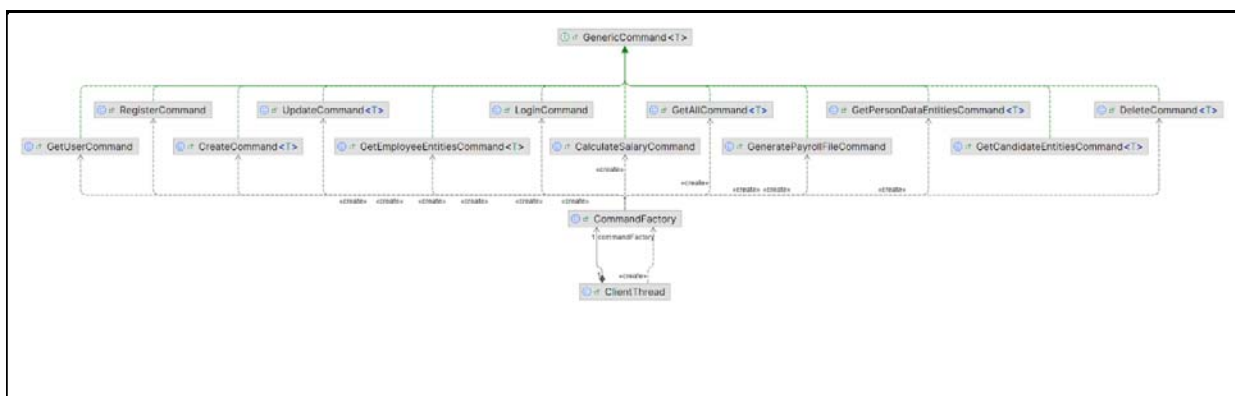 GenericCommand<T>
RegisterCommand
UpdateCommand<T>
LoginCommand
GetAllCommand<T>
GetPersonDataEntitiesCommand<T>
DeleteCommand<T>
GetUserCommand
CreateCommand<T>
GetEmployeeEntitiesCommand<T>
CalculateSalaryCommand
GeneratePayrollFileCommand
GetCandidateEntitiesCommand<T>
«create»
«create»
«create» «create»
«create»
«create» «create» «create» «create» «create» «create»
CommandFactory
1 commandFactory
«create»
1
ClientThread